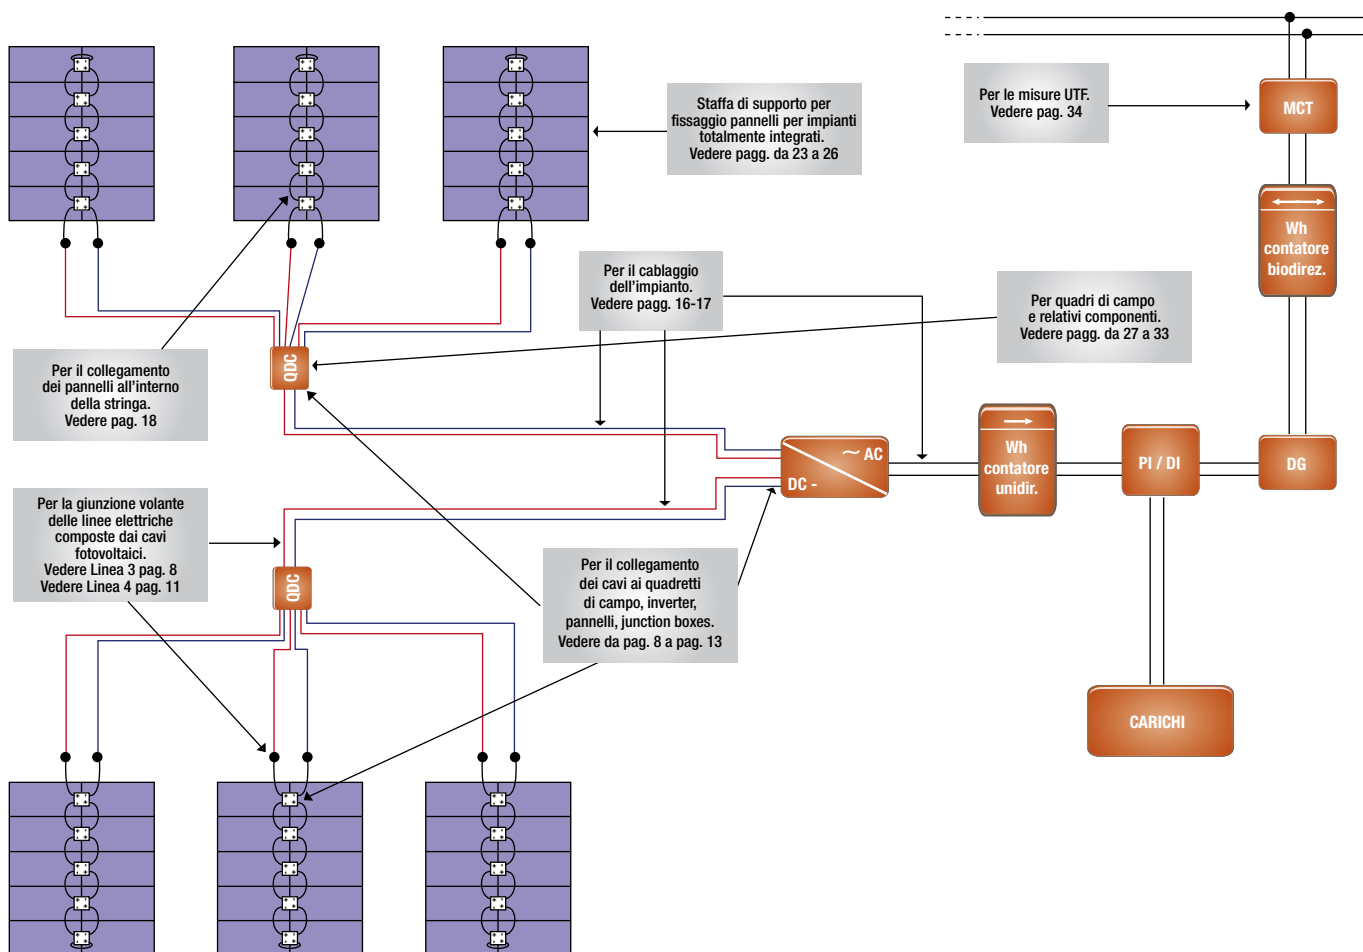 Per le misure UTF.
Vedere pag. 34
MCT
Staffa di supporto per
fissaggio pannelli per impianti
totalmente integrati.
Vedere pagg. da 23 a 26
Wh
contatore
biodirez.
Per il cablaggio
dell'impianto.
Vedere pagg. 16-17
Per quadri di campo
e relativi componenti.
Vedere pagg. da 27 a 33
Per il collegamento
dei pannelli all'interno
della stringa.
Vedere pag. 18
QDC
~ AC
DC -
Wh
contatore
unidir.
PI / DI
DG
Per la giunzione volante
delle linee elettriche
composte dai cavi
fotovoltaici.
Vedere Linea 3 pag. 8
Vedere Linea 4 pag. 11
QDC
Per il collegamento
dei cavi ai quadretti
di campo, inverter,
pannelli, junction boxes.
Vedere da pag. 8 a pag. 13
CARICHI